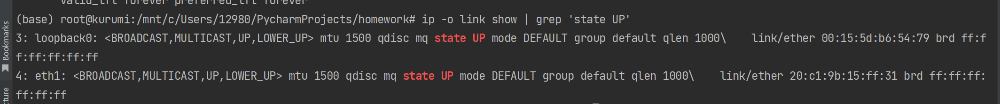 valid_lft forever preferred_lft forever
(base) root@kurumi:/mnt/c/Users/12980/PycharmProjects/homework# ip -o link show | grep 'state UP'
3: loopback0: <BROADCAST,MULTICAST,UP,LOWER_UP> mtu 1500 qdisc mq state UP mode DEFAULT group default qlen 1000\    link/ether 00:15:5d:b6:54:79 brd ff:f
f:ff:ff:ff:ff
4: eth1: <BROADCAST,MULTICAST,UP,LOWER_UP> mtu 1500 qdisc mq state UP mode DEFAULT group default qlen 1000\    link/ether 20:c1:9b:15:ff:31 brd ff:ff:ff:
ff:ff:ff
Bookmarks
cture